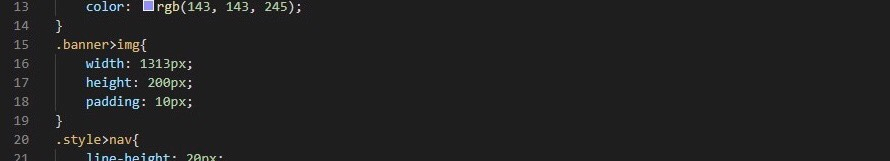 13 color: rgb(143, 143, 245);
14 }
15 .banner>img{
16 width: 1313px;
17 height: 200px;
18 padding: 10px;
19 }
20 .style>nav{
21 line-height: 20px;